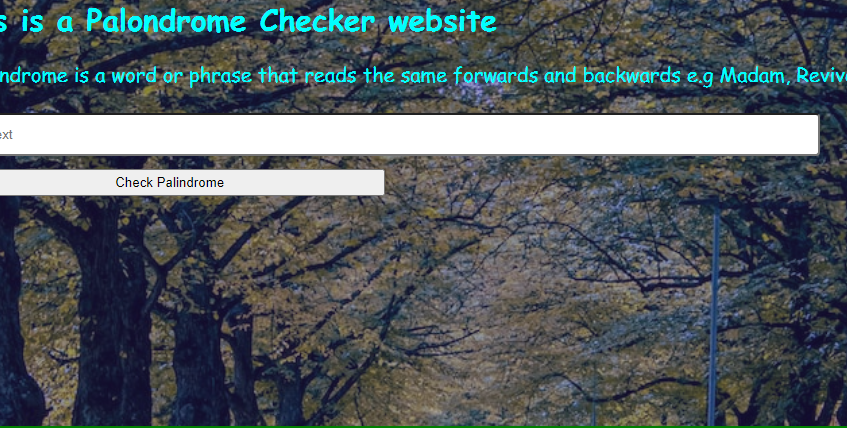 s is a Palondrome Checker website
ndrome is a word or phrase that reads the same forwards and backwards e.g Madam, Reviv
ext
Check Palindrome